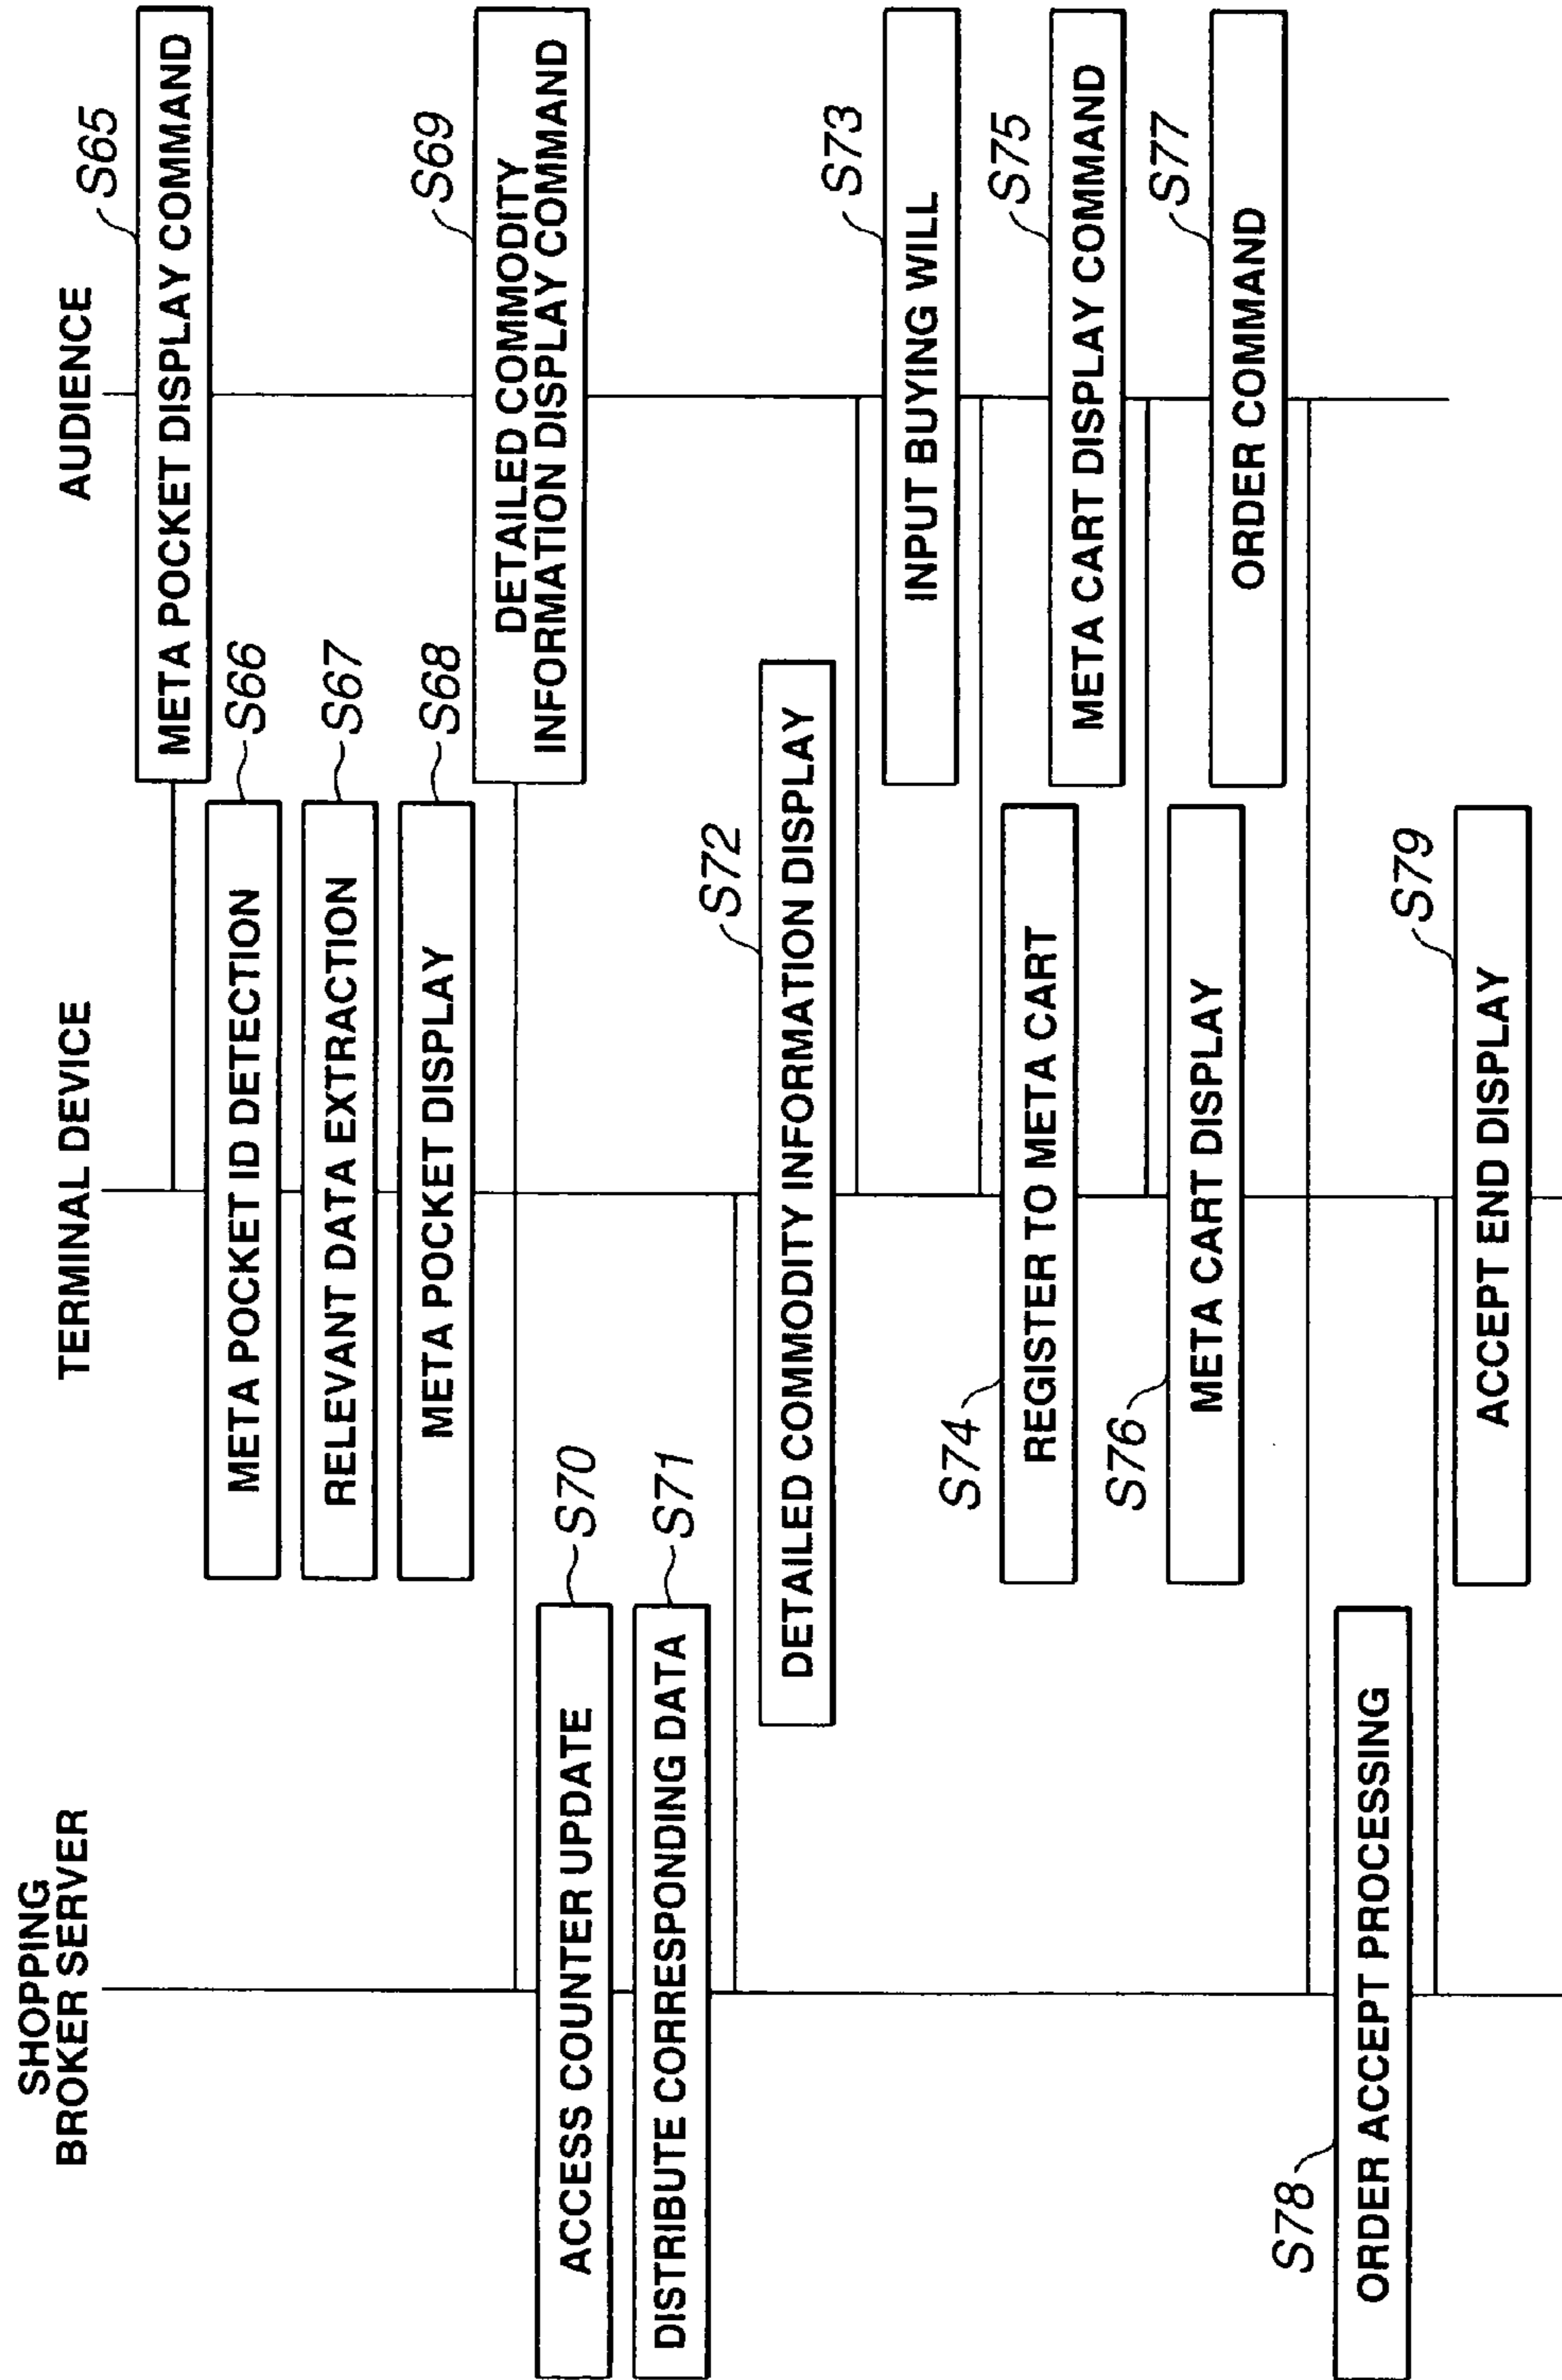 SHOPPING
BROKER SERVER
TERMINAL DEVICE
AUDIENCE
S65
META POCKET DISPLAY COMMAND
S66
META POCKET ID DETECTION
S67
RELEVANT DATA EXTRACTION
S68
META POCKET DISPLAY
S69
DETAILED COMMODITY
INFORMATION DISPLAY COMMAND
S70
ACCESS COUNTER UPDATE
S71
DISTRIBUTE CORRESPONDING DATA
S72
DETAILED COMMODITY INFORMATION DISPLAY
S73
INPUT BUYING WILL
S74
REGISTER TO META CART
S75
META CART DISPLAY COMMAND
S76
META CART DISPLAY
S77
ORDER COMMAND
S78
ORDER ACCEPT PROCESSING
S79
ACCEPT END DISPLAY